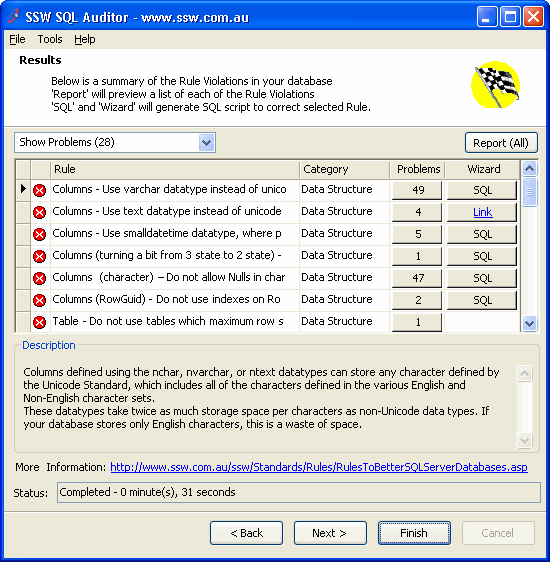 SSW SQL Auditor - www.ssw.com.au
File Tools Help
Results
Below is a summary of the Rule Violations in your database
'Report' will preview a list of each of the Rule Violations
'SQL' and 'Wizard' will generate SQL script to correct selected Rule.
Show Problems (28) Report (All)
Rule Category Problems Wizard
Columns - Use varchar datatype instead of unico Data Structure 49 SQL
Columns - Use text datatype instead of unicode Data Structure 4 Link
Columns - Use smalldatetime datatype, where p Data Structure 5 SQL
Columns (turning a bit from 3 state to 2 state) - Data Structure 1 SQL
Columns (character) – Do not allow Nulls in char Data Structure 47 SQL
Columns (RowGuid) - Do not use indexes on Ro Data Structure 2 SQL
Table - Do not use tables which maximum row s Data Structure 1
Description
Columns defined using the nchar, nvarchar, or ntext datatypes can store any character defined by
the Unicode Standard, which includes all of the characters defined in the various English and
Non-English character sets.
These datatypes take twice as much storage space per characters as non-Unicode data types. If
your database stores only English characters, this is a waste of space.
More Information: http://www.ssw.com.au/ssw/Standards/Rules/RulesToBetterSQLServerDatabases.asp
Status: Completed - 0 minute(s), 31 seconds
< Back Next > Finish Cancel